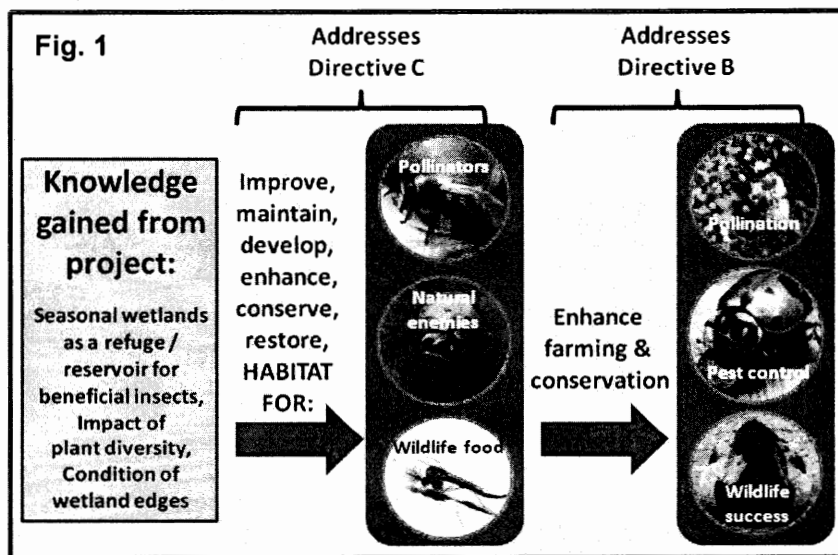 Fig. 1
Addresses
Directive C
Addresses
Directive B
Knowledge
gained from
project:
Seasonal wetlands
as a refuge /
reservoir for
beneficial insects,
Impact of
plant diversity,
Condition of
wetland edges
Improve,
maintain,
develop,
enhance,
conserve,
restore,
HABITAT
FOR:
Pollinators
Natural
enemies
Wildlife food
Enhance
farming &
conservation
Pollination
Pest control
Wildlife
success